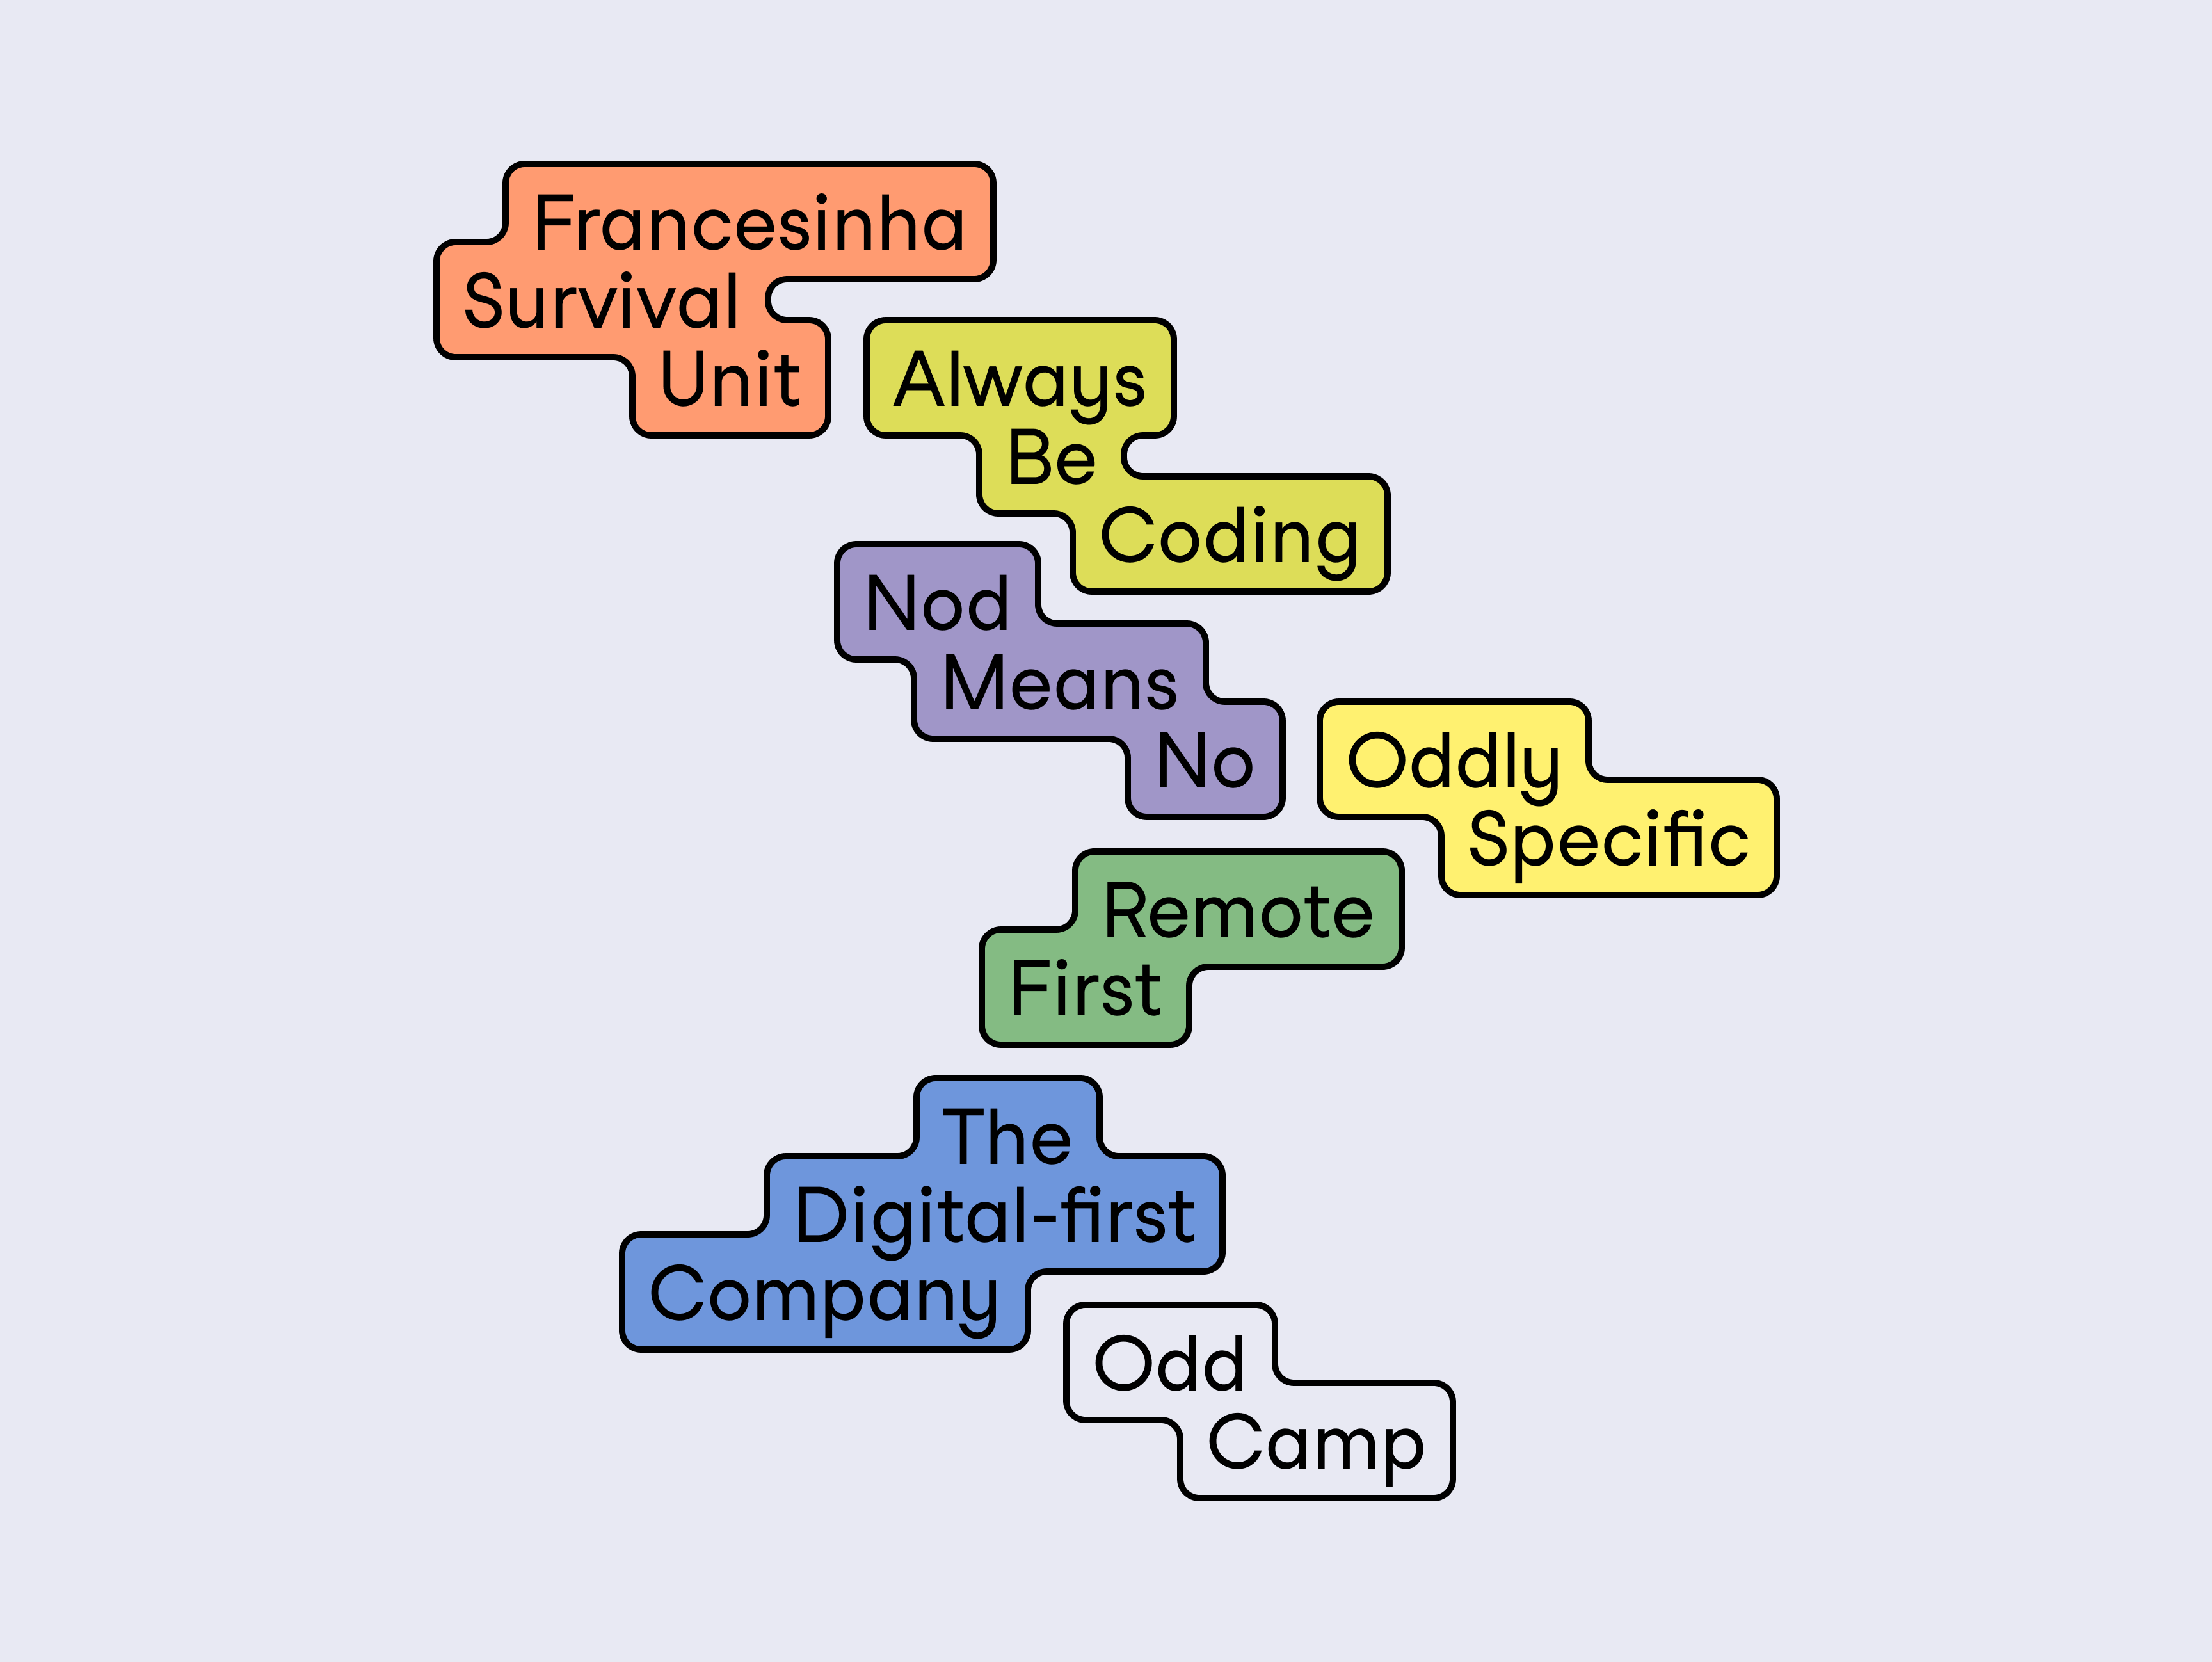 Francesinha
Survival
Unit
Always
Be
Coding
Nod
Means
No
Oddly
Specific
Remote
First
The
Digital-first
Company
Odd
Camp